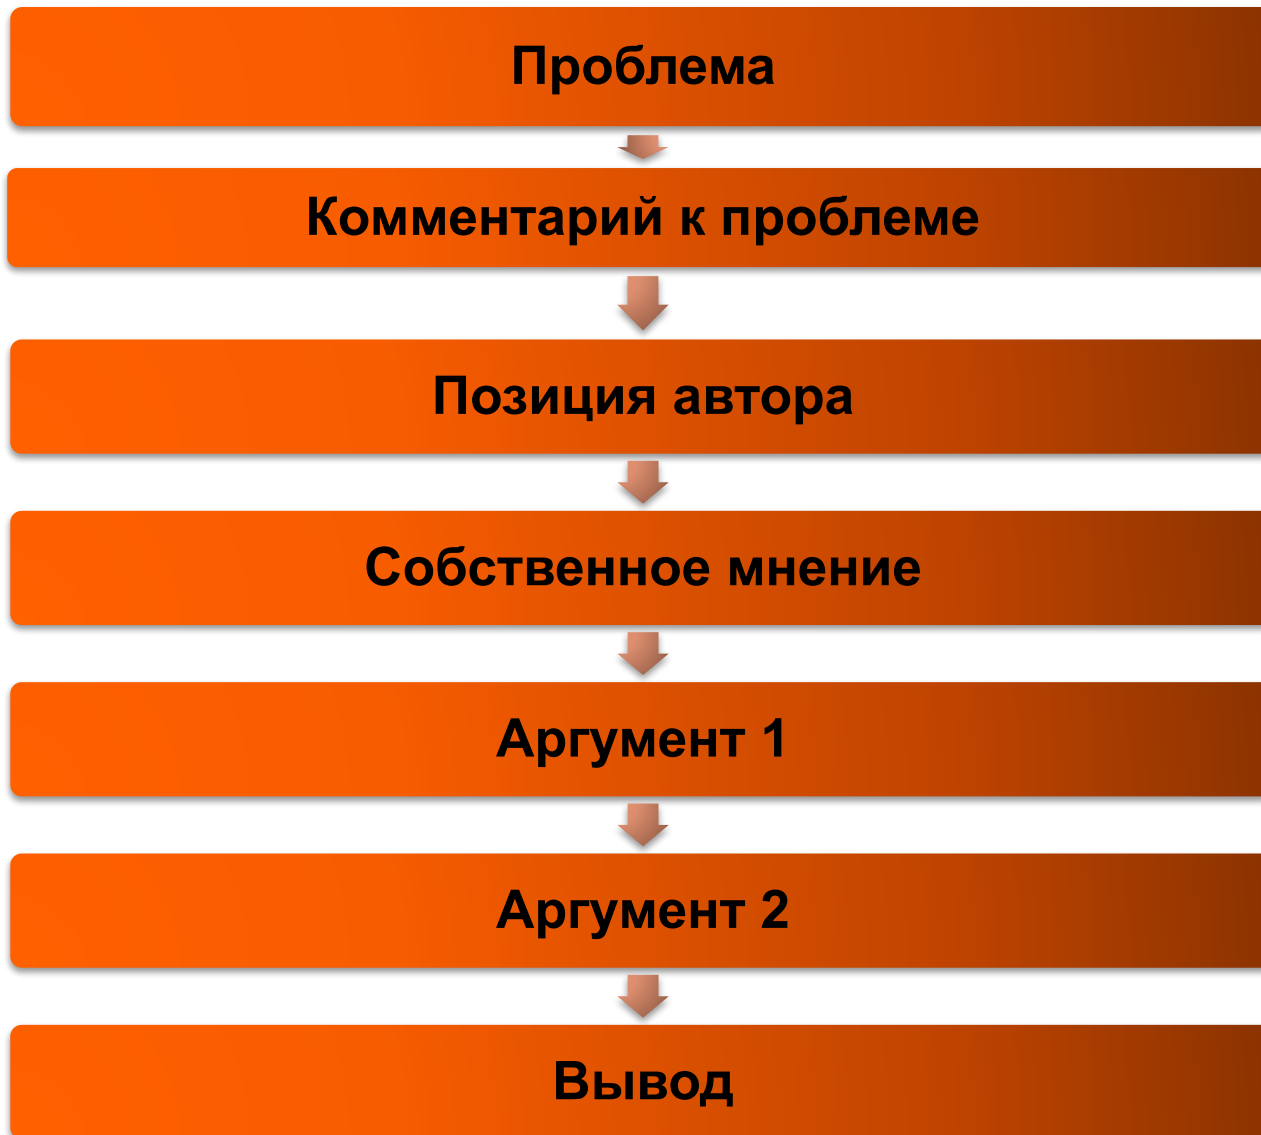 Проблема
Комментарий к проблеме
Позиция автора
Собственное мнение
Аргумент 1
Аргумент 2
Вывод